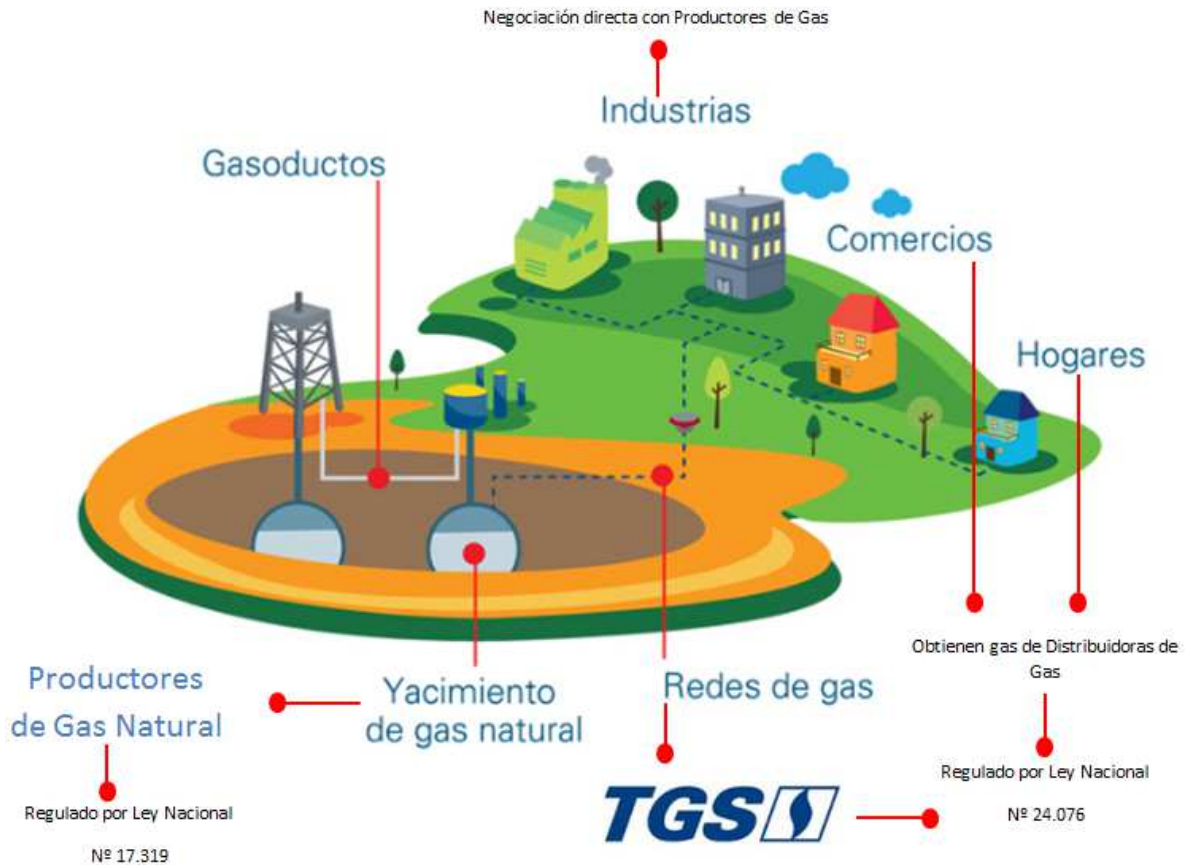 Negociación directa con Productores de Gas
Industrias
Gasoductos
Comercios
Hogares
Obtienen gas de Distribuidoras de
Gas
Productores
de Gas Natural
Yacimiento
de gas natural
Redes de gas
Regulado por Ley Nacional
Nº 24.076
TGS
Regulado por Ley Nacional
Nº 17.319